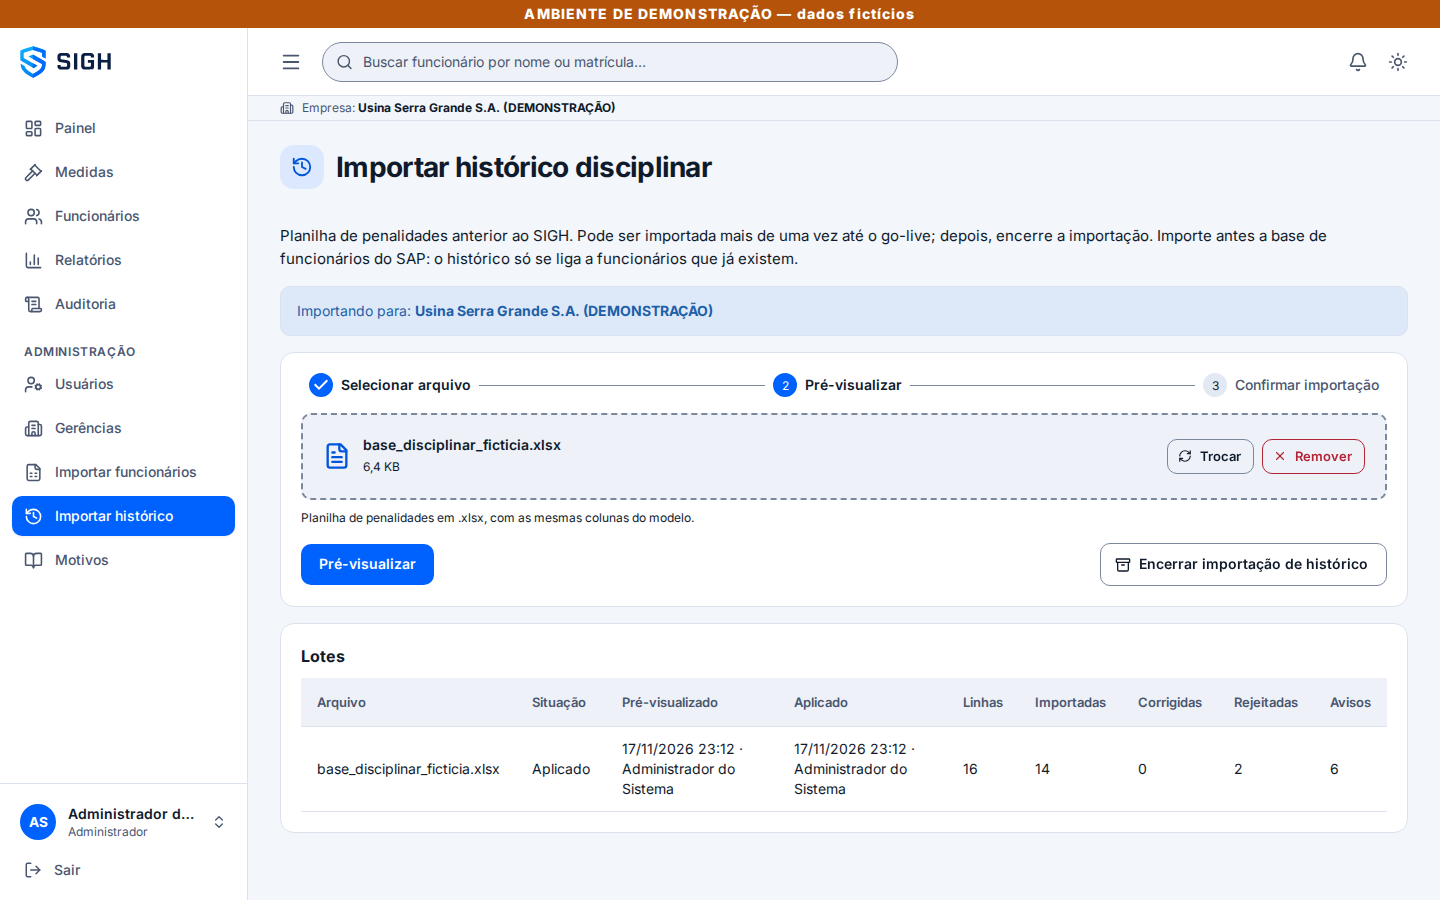 AMBIENTE DE DEMONSTRAÇÃO — dados fictícios
SIGH
Buscar funcionário por nome ou matrícula...
Empresa: Usina Serra Grande S.A. (DEMONSTRAÇÃO)
Painel
Medidas
Funcionários
Relatórios
Auditoria
ADMINISTRAÇÃO
Usuários
Gerências
Importar funcionários
Importar histórico
Motivos
Administrador d...
AS
Administrador
Sair
Importar histórico disciplinar
Planilha de penalidades anterior ao SIGH. Pode ser importada mais de uma vez até o go-live; depois, encerre a importação. Importe antes a base de
funcionários do SAP: o histórico só se liga a funcionários que já existem.
Importando para: Usina Serra Grande S.A. (DEMONSTRAÇÃO)
Selecionar arquivo 2 Pré-visualizar 3 Confirmar importação
base_disciplinar_ficticia.xlsx
6,4 KB
Trocar Remover
Planilha de penalidades em .xlsx, com as mesmas colunas do modelo.
Pré-visualizar Encerrar importação de histórico
Lotes
Arquivo Situação Pré-visualizado Aplicado Linhas Importadas Corrigidas Rejeitadas Avisos
17/11/2026 23:12 · 17/11/2026 23:12 ·
base_disciplinar_ficticia.xlsx Aplicado Administrador do Administrador do 16 14 0 2 6
Sistema Sistema